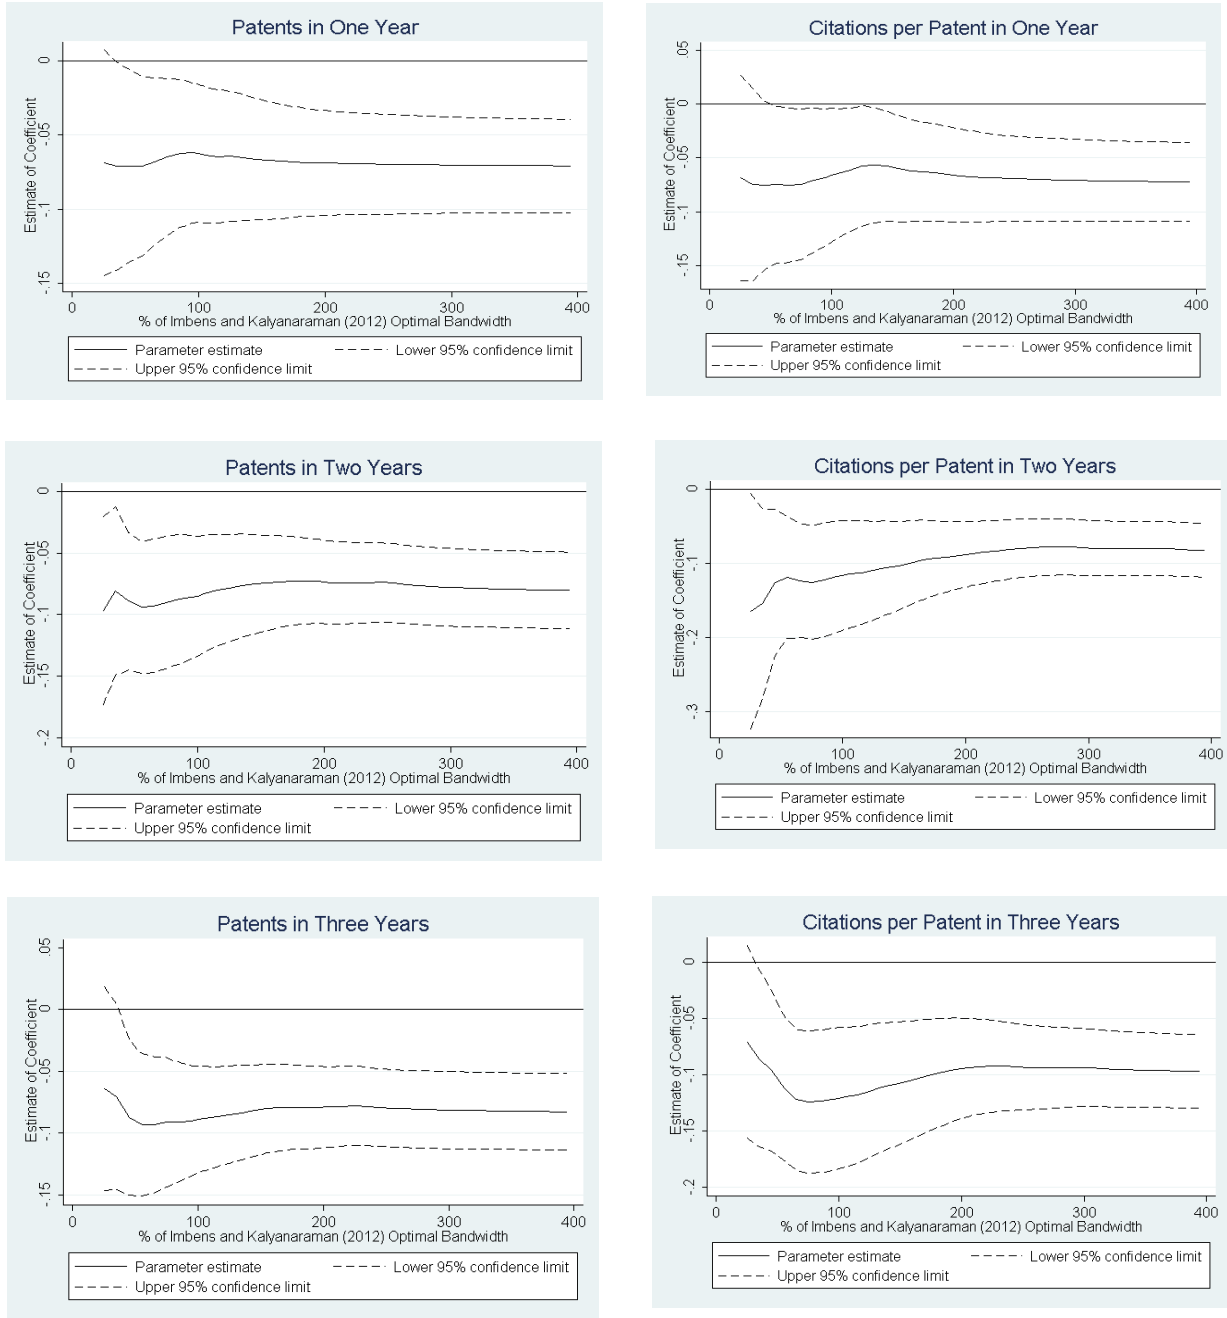 Patents in One Year
Estimate of Coefficient
0
-.05
-.1
-.15
0 100 200 300 400
% of Imbens and Kalyanaraman (2012) Optimal Bandwidth
Parameter estimate Lower 95% confidence limit
Upper 95% confidence limit
Citations per Patent in One Year
Estimate of Coefficient
.05
0
-.05
-.1
-.15
0 100 200 300 400
% of Imbens and Kalyanaraman (2012) Optimal Bandwidth
Parameter estimate Lower 95% confidence limit
Upper 95% confidence limit
Patents in Two Years
Estimate of Coefficient
0
-.05
-.1
-.15
-.2
0 100 200 300 400
% of Imbens and Kalyanaraman (2012) Optimal Bandwidth
Parameter estimate Lower 95% confidence limit
Upper 95% confidence limit
Citations per Patent in Two Years
Estimate of Coefficient
0
-.1
-.2
-.3
0 100 200 300 400
% of Imbens and Kalyanaraman (2012) Optimal Bandwidth
Parameter estimate Lower 95% confidence limit
Upper 95% confidence limit
Patents in Three Years
Estimate of Coefficient
.05
0
-.05
-.1
-.15
0 100 200 300 400
% of Imbens and Kalyanaraman (2012) Optimal Bandwidth
Parameter estimate Lower 95% confidence limit
Upper 95% confidence limit
Citations per Patent in Three Years
Estimate of Coefficient
0
-.05
-.1
-.15
-.2
0 100 200 300 400
% of Imbens and Kalyanaraman (2012) Optimal Bandwidth
Parameter estimate Lower 95% confidence limit
Upper 95% confidence limit